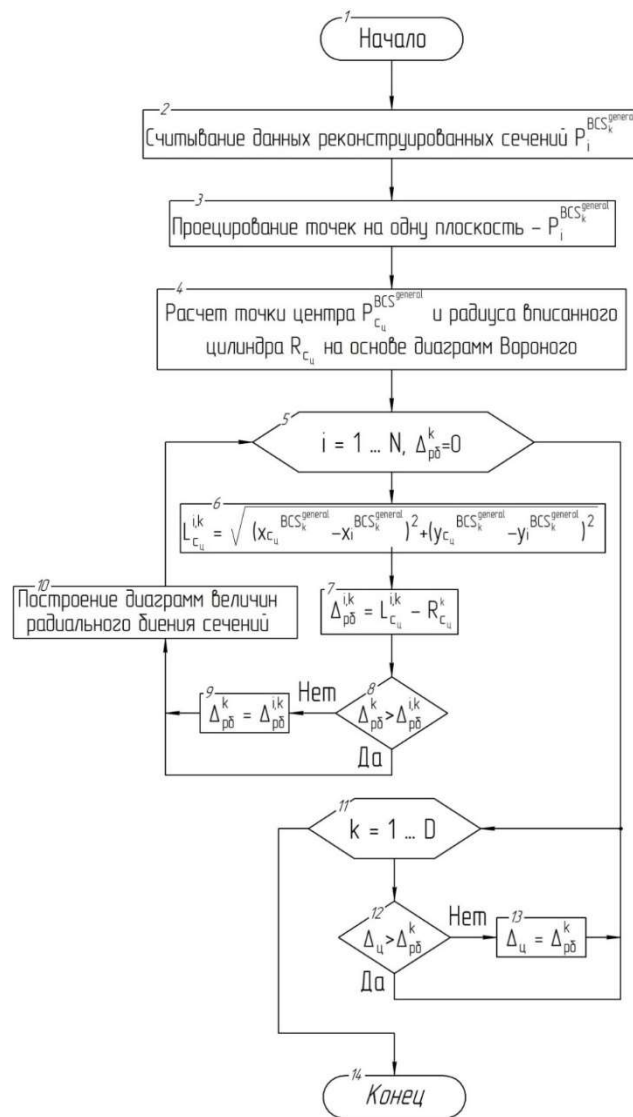 1
Начало
2
Считывание данных реконструированных сечений P_i^{BCS_k^{general}}
3
Проецирование точек на одну плоскость – P_i^{BCS_k^{general}}
4
Расчет точки центра P_{c_ц}^{BCS^{general}} и радиуса вписанного
цилиндра R_{c_ц} на основе диаграмм Вороного
5
i = 1 ... N, Δ_{рб}^k=0
6
L_{c_ц}^{i,k} = √(x_{c_ц}^{BCS_k^{general}} –x_i^{BCS_k^{general}})^2+(y_{c_ц}^{BCS_k^{general}} –y_i^{BCS_k^{general}})^2
10
Построение диаграмм величин
радиального биения сечений
7
Δ_{рб}^{i,k} = L_{c_ц}^{i,k} – R_{c_ц}^k
9
Δ_{рб}^k = Δ_{рб}^{i,k}
Нет
8
Δ_{рб}^k>Δ_{рб}^{i,k}
Да
11
k = 1 ... D
12
Δ_ц>Δ_{рб}^k
Нет
13
Δ_ц = Δ_{рб}^k
Да
14
Конец